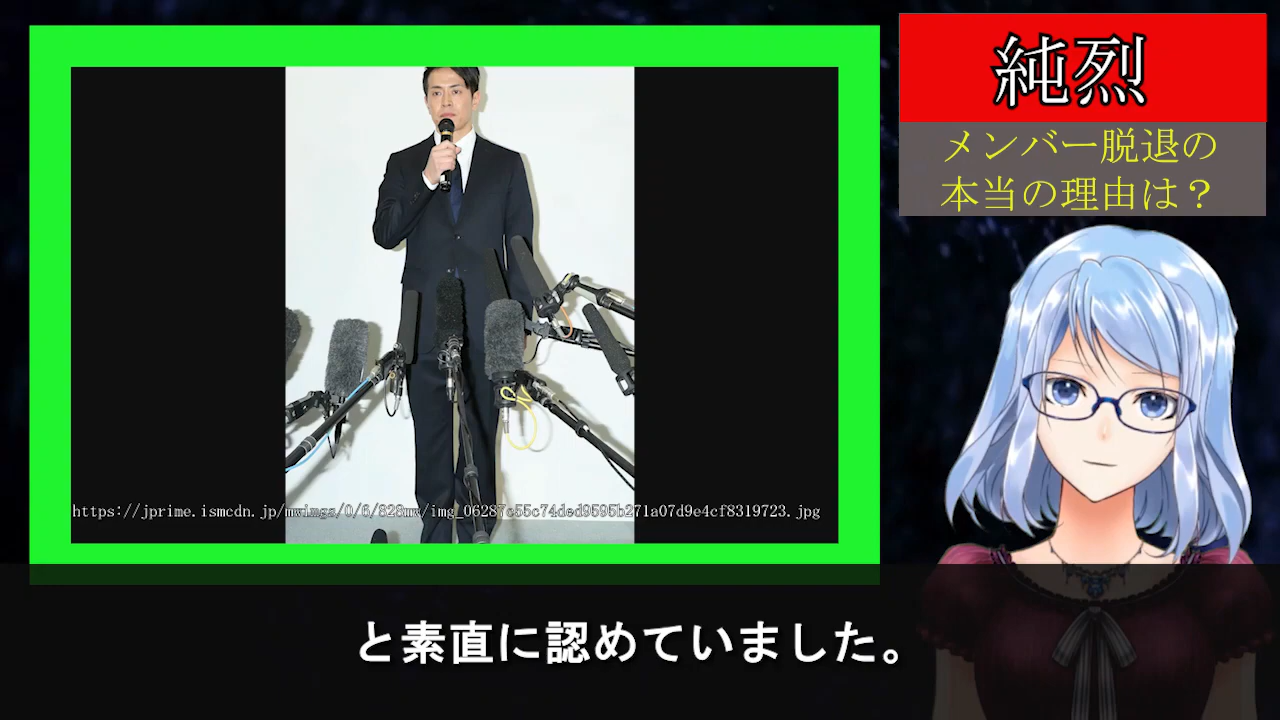 純烈
メンバー脱退の
本当の理由は？
https://jprime.ismcdn.jp/mwimgs/0/6/828mw/img_06287c55c74ded9595b271a07d9e4cf8319723.jpg
と素直に認めていました。